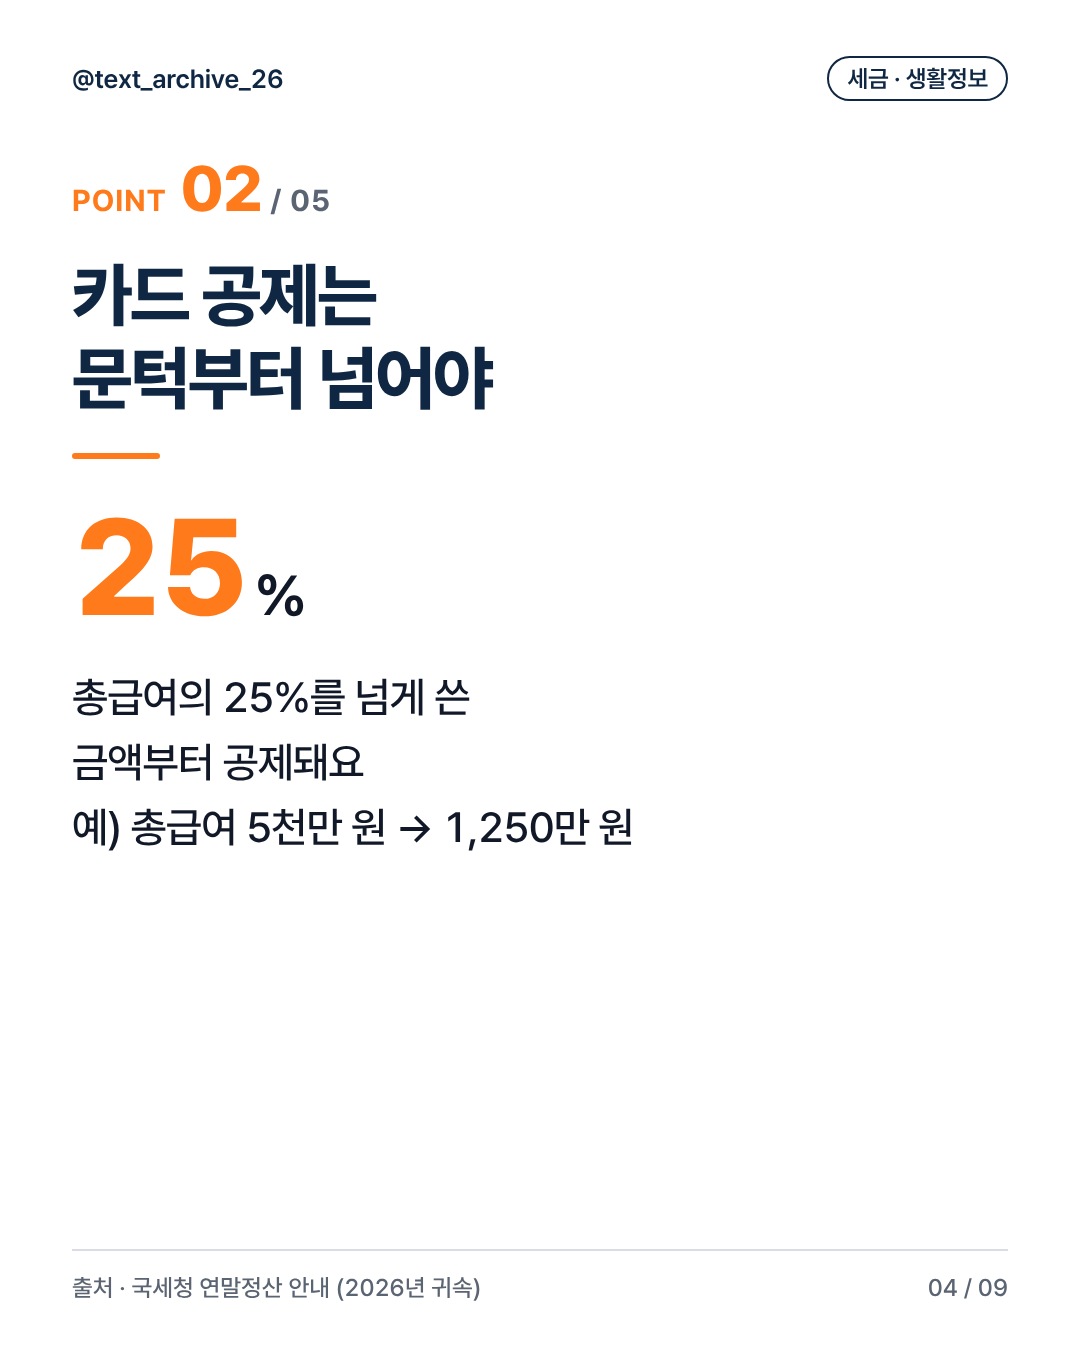 @text_archive_26
세금 · 생활정보
POINT 02 / 05
카드 공제는
문턱부터 넘어야
25 %
총급여의 25%를 넘게 쓴
금액부터 공제돼요
예) 총급여 5천만 원 → 1,250만 원
출처 · 국세청 연말정산 안내 (2026년 귀속)
04 / 09